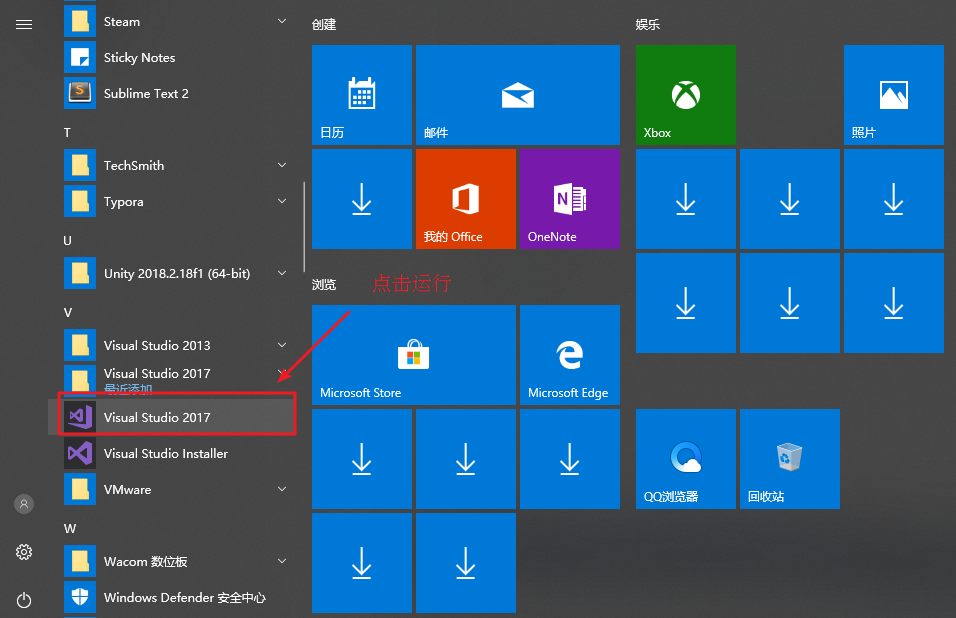 Steam
Sticky Notes
Sublime Text 2
T
TechSmith
Typora
U
Unity 2018.2.18f1 (64-bit)
V
Visual Studio 2013
Visual Studio 2017
最近添加
Visual Studio 2017
Visual Studio Installer
VMware
W
Wacom 数位板
Windows Defender 安全中心
创建
日历
邮件
我的 Office
OneNote
浏览
点击运行
Microsoft Store
Microsoft Edge
娱乐
Xbox
照片
QQ浏览器
回收站